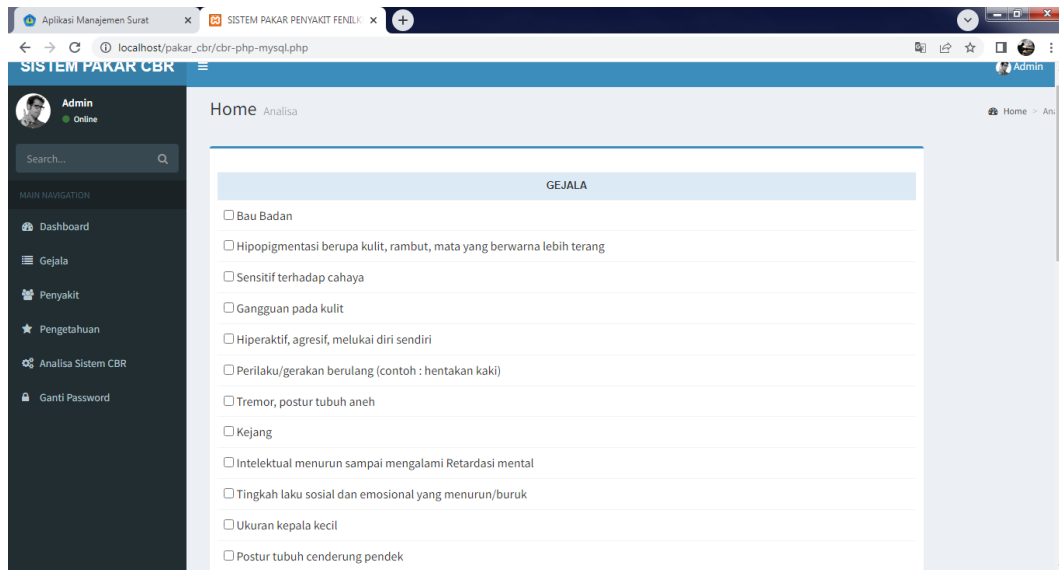 Aplikasi Manajemen Surat
SISTEM PAKAR PENYAKIT FENILK
localhost/pakar_cbr/cbr-php-mysql.php
SISTEM PAKAR CBR
Admin
Admin
Online
Home Analisa
Home > Ana
Search...
MAIN NAVIGATION
Dashboard
Gejala
Penyakit
Pengetahuan
Analisa Sistem CBR
Ganti Password
GEJALA
Bau Badan
Hipopigmentasi berupa kulit, rambut, mata yang berwarna lebih terang
Sensitif terhadap cahaya
Gangguan pada kulit
Hiperaktif, agresif, melukai diri sendiri
Perilaku/gerakan berulang (contoh : hentakan kaki)
Tremor, postur tubuh aneh
Kejang
Intelektual menurun sampai mengalami Retardasi mental
Tingkah laku sosial dan emosional yang menurun/buruk
Ukuran kepala kecil
Postur tubuh cenderung pendek